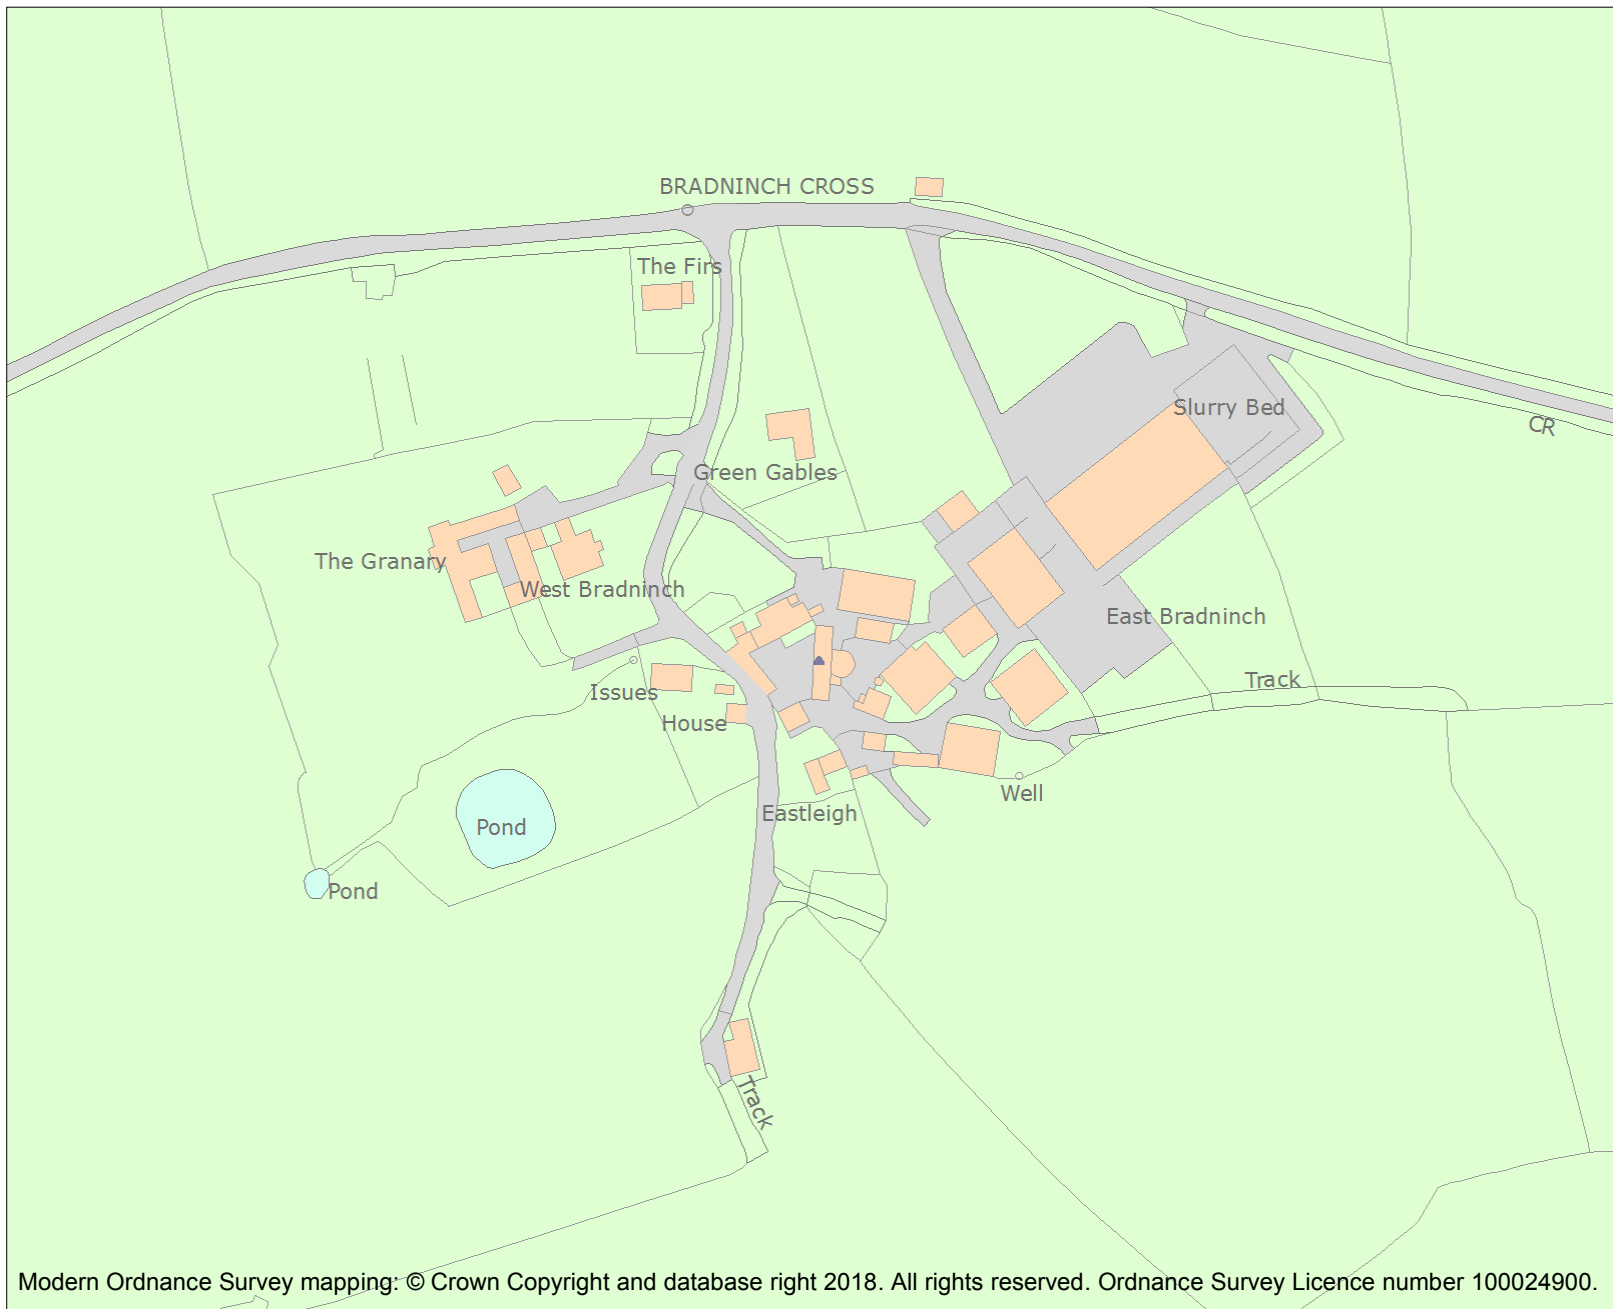 BRADNINCH CROSS
The Firs
Slurry Bed
CR
Green Gables
The Granary
West Bradninch
East Bradninch
Track
Issues
House
Well
Eastleigh
Pond
Pond
Track
Modern Ordnance Survey mapping: © Crown Copyright and database right 2018. All rights reserved. Ordnance Survey Licence number 100024900.